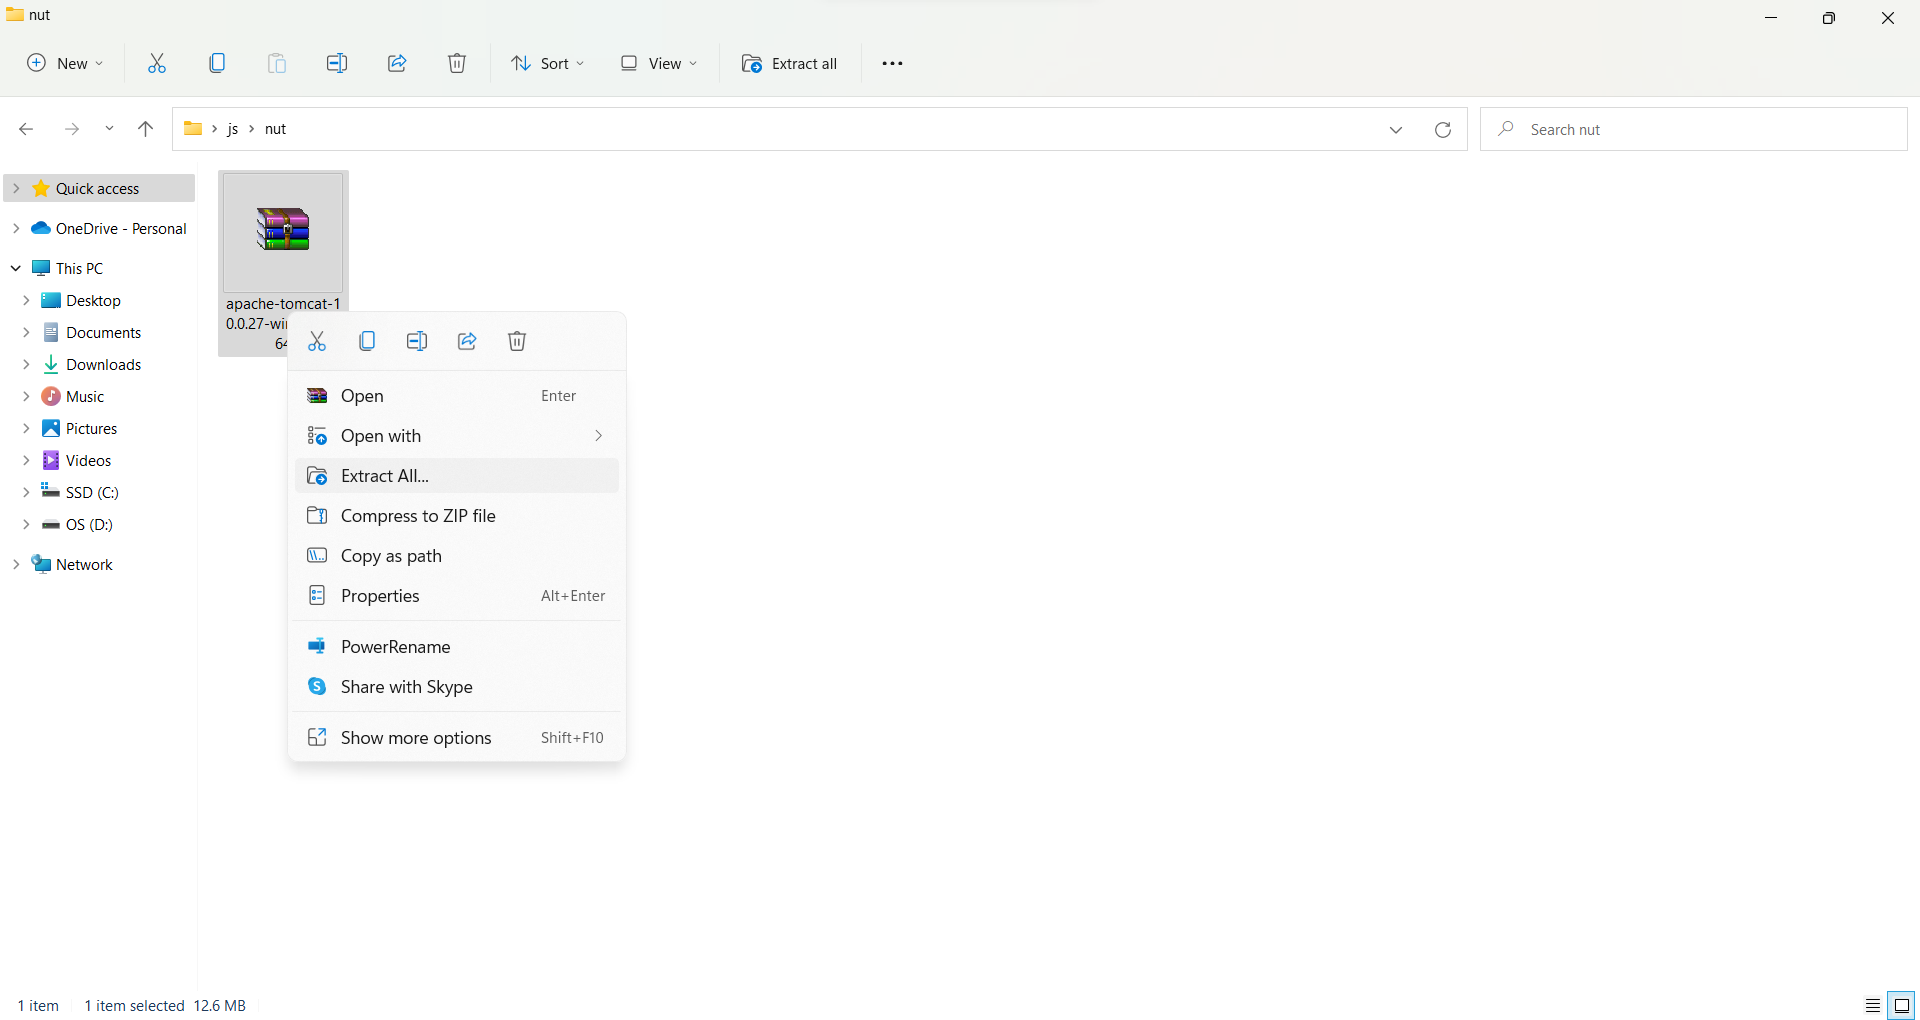 nut
New
Sort
View
Extract all
js
nut
Search nut
Quick access
OneDrive - Personal
This PC
Desktop
Documents
Downloads
Music
Pictures
Videos
SSD (C:)
OS (D:)
Network
apache-tomcat-1
0.0.27-wi
64
Open Enter
Open with
Extract All...
Compress to ZIP file
Copy as path
Properties Alt+Enter
PowerRename
Share with Skype
Show more options Shift+F10
1 item 1 item selected 12.6 MB